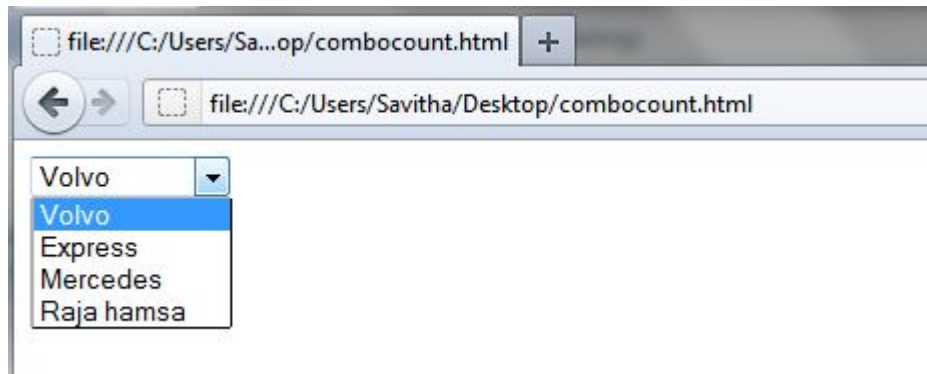 file:///C:/Users/Sa...op/combocount.html
file:///C:/Users/Savitha/Desktop/combocount.html
Volvo
Volvo
Express
Mercedes
Raja hamsa